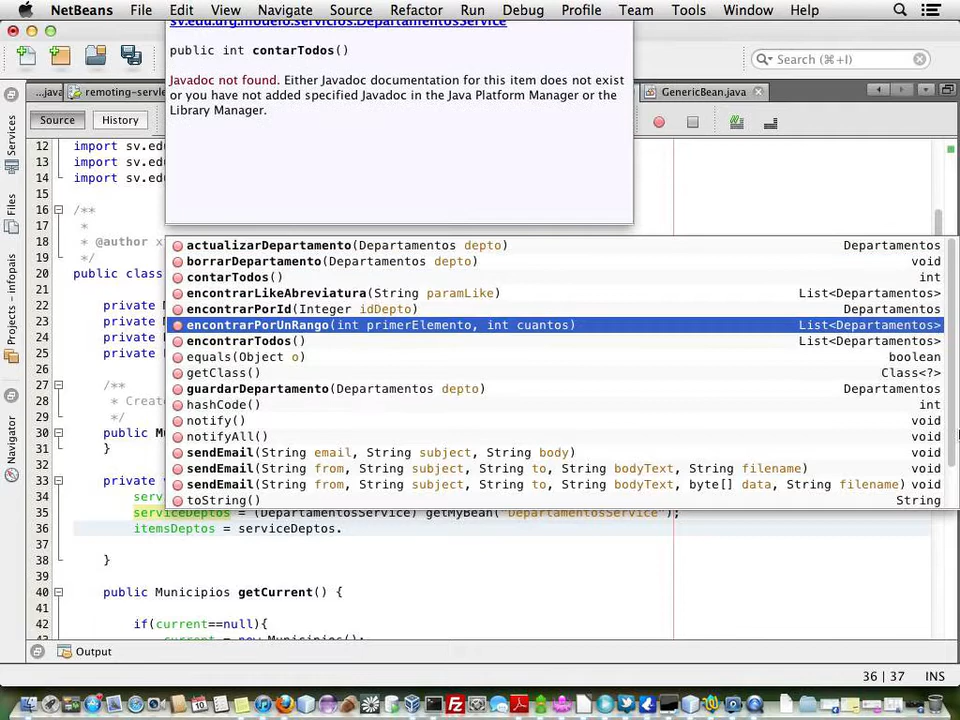 NetBeans File Edit View Navigate Source Refactor Run Debug Profile Team Tools Window Help
sv.edu.ufg.modelo.servicios.DepartamentosService
public int contarTodos()
Javadoc not found. Either Javadoc documentation for this item does not exist
or you have not added specified Javadoc in the Java Platform Manager or the
Library Manager.
Search (⌘+I)
...java
remoting-servle
GenericBean.java
Source History
Services
Files
infopais
Navigator
12 import sv.edu
13 import sv.edu
14 import sv.edu
15
16 /**
17 *
18 * @author x
19 */
20 public class
21
22 private
23 private
24 private
25 private
26
27 /**
28 * Create
29 */
30 public
31 }
32
33 private v
34 serv
35 serviceDeptos = (DepartamentosService) getMyBean("DepartamentosService");
36 itemsDeptos = serviceDeptos.
37
38 }
39
40 public Municipios getCurrent() {
41
42 if(current==null){
43 current = new Municipios();
actualizarDepartamento(Departamentos depto) Departamentos
borrarDepartamento(Departamentos depto) void
contarTodos() int
encontrarLikeAbreviatura(String paramLike) List<Departamentos>
encontrarPorId(Integer idDepto) Departamentos
encontrarPorUnRango(int primerElemento, int cuantos) List<Departamentos>
encontrarTodos() List<Departamentos>
equals(Object o) boolean
getClass() Class<?>
guardarDepartamento(Departamentos depto) Departamentos
hashCode() int
notify() void
notifyAll() void
sendEmail(String email, String subject, String body) void
sendEmail(String from, String subject, String to, String bodyText, String filename) void
sendEmail(String from, String subject, String to, String bodyText, byte[] data, String filename) void
toString() String
Output
36 | 37 INS